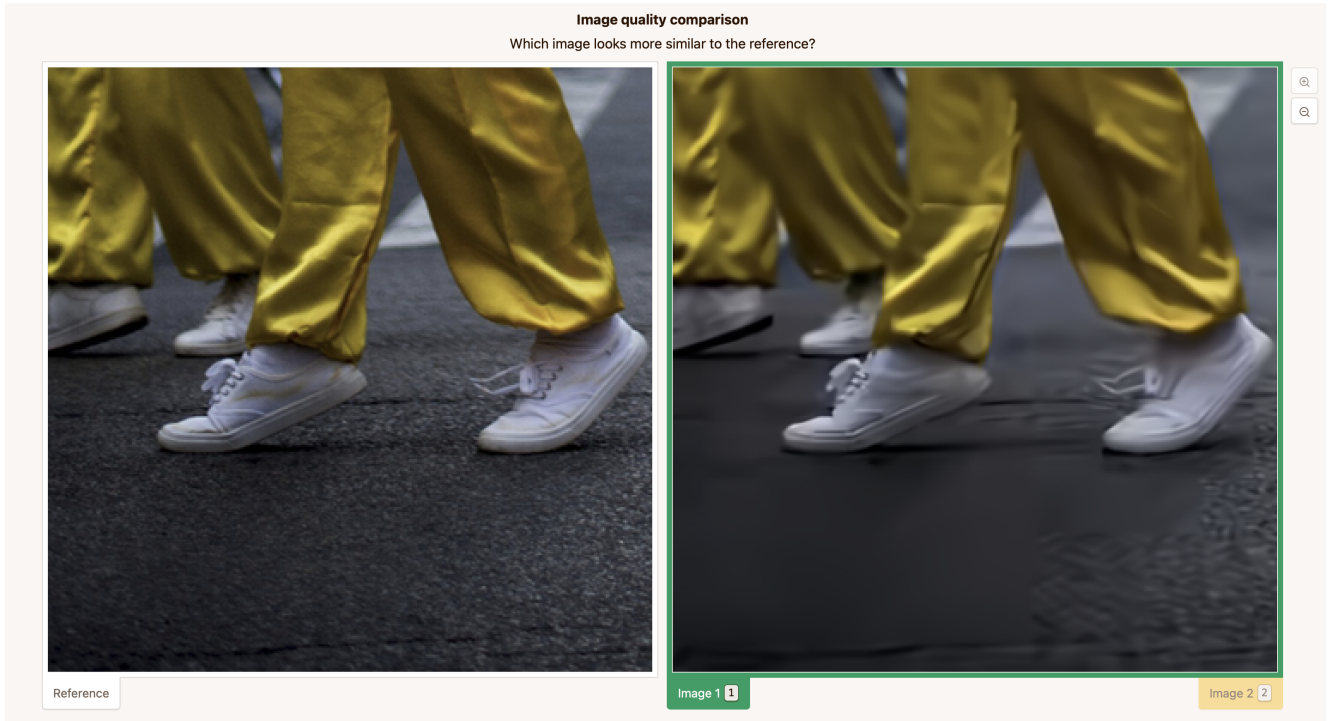 Image quality comparison
Which image looks more similar to the reference?
Reference
Image 1 1
Image 2 2